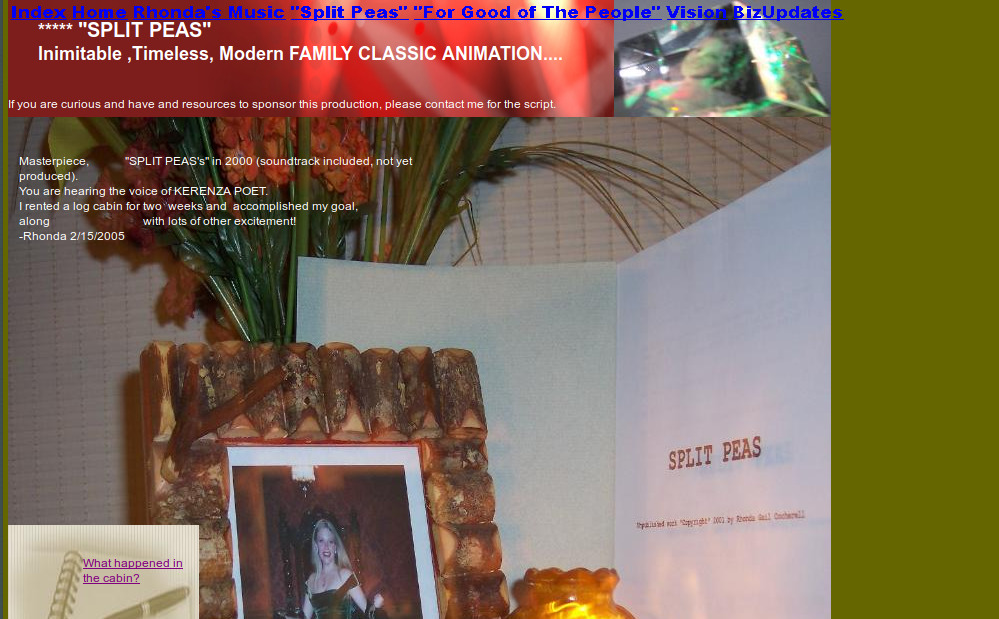 Index Home Rhonda's Music "Split Peas" "For Good of The People" Vision BizUpdates
***** "SPLIT PEAS"
Inimitable ,Timeless, Modern FAMILY CLASSIC ANIMATION....
If you are curious and have and resources to sponsor this production, please contact me for the script.
Masterpiece, "SPLIT PEAS's" in 2000 (soundtrack included, not yet
produced).
You are hearing the voice of KERENZA POET.
I rented a log cabin for two weeks and accomplished my goal,
along with lots of other excitement!
-Rhonda 2/15/2005
SPLIT PEAS
Unpublished work "Copyright" 2001 by Rhonda Gail Cockerell
What happened in
the cabin?